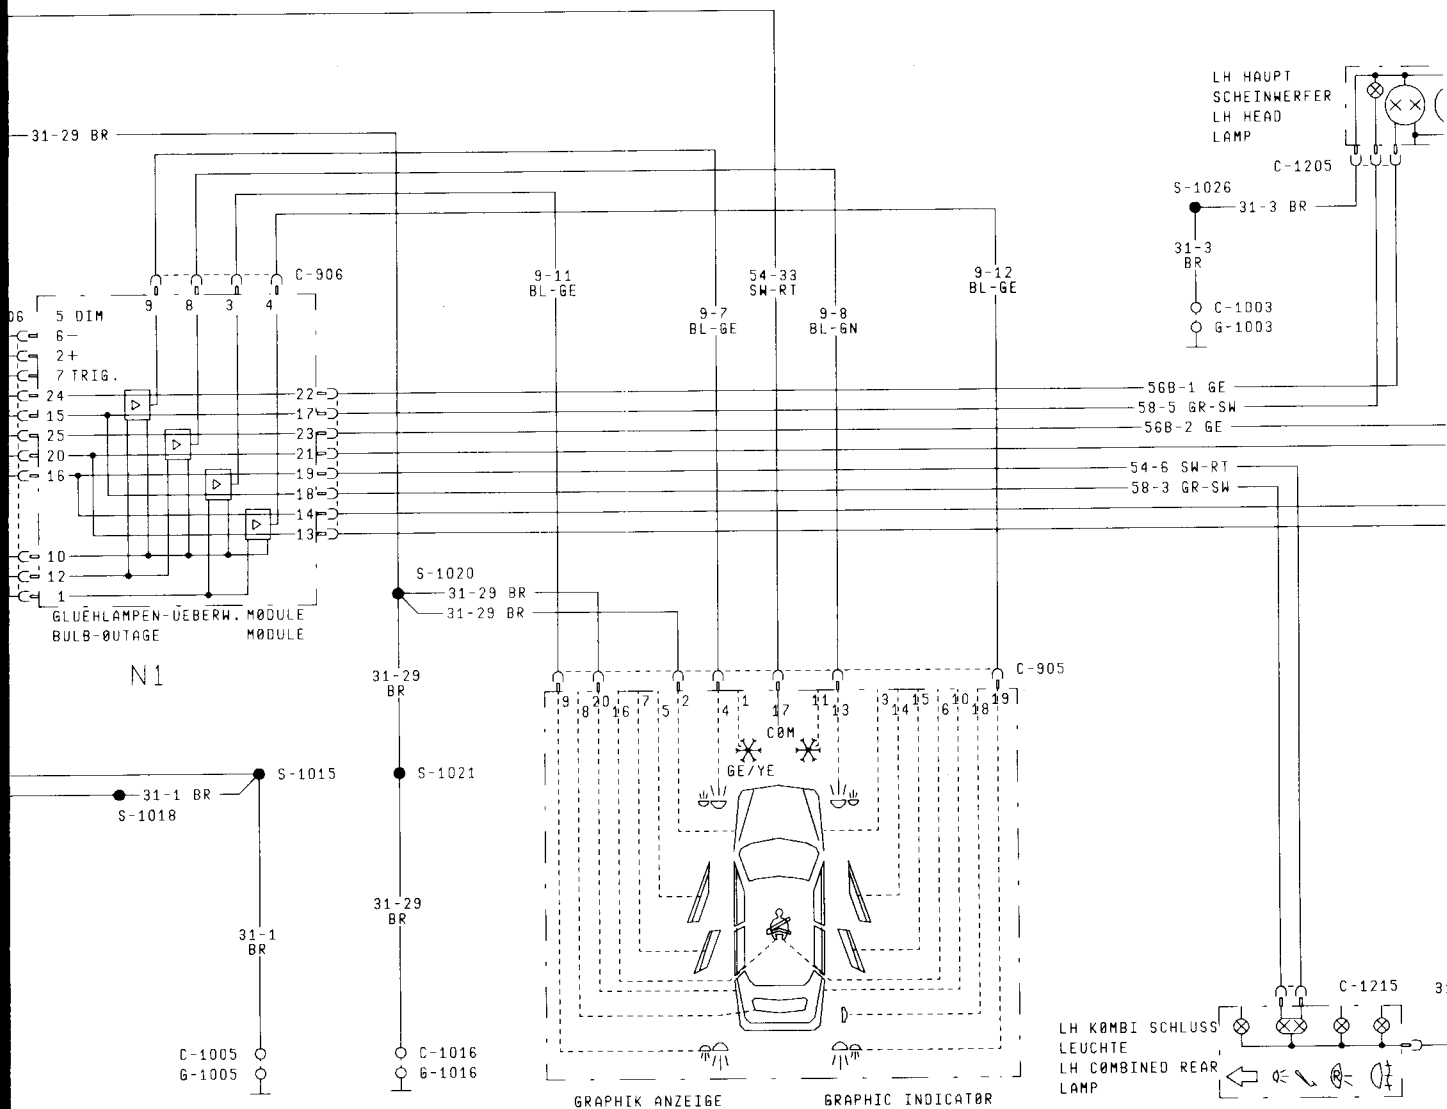 LH HAUPT
SCHEINWERFER
LH HEAD
LAMP
C-1205
31-29 BR
S-1026
31-3 BR
31-3
BR
C-1003
G-1003
C-906
9 8 3 4
9-11
BL-GE
54-33
SW-RT
9-12
BL-GE
9-7
BL-GE
9-8
BL-GN
06
5 DIM
6-
2+
7 TRIG.
24 22
15 17
25 23
20 21
16 19
18
14
13
10
12
1
56B-1 GE
58-5 GR-SW
56B-2 GE
54-6 SW-RT
58-3 GR-SW
GLUEHLAMPEN-UEBERW. MODULE
BULB-OUTAGE MODULE
N1
S-1020
31-29 BR
31-29 BR
31-29
BR
C-905
9 8 20 16 7 5 2 4 1 17 11 13 3 14 15 6 10 18 19
COM
GE/YE
S-1015
31-1 BR
S-1018
S-1021
31-1
BR
31-29
BR
C-1005
G-1005
C-1016
G-1016
C-1215
31
LH KOMBI SCHLUSS
LEUCHTE
LH COMBINED REAR
LAMP
R
GRAPHIK ANZEIGE GRAPHIC INDICATOR